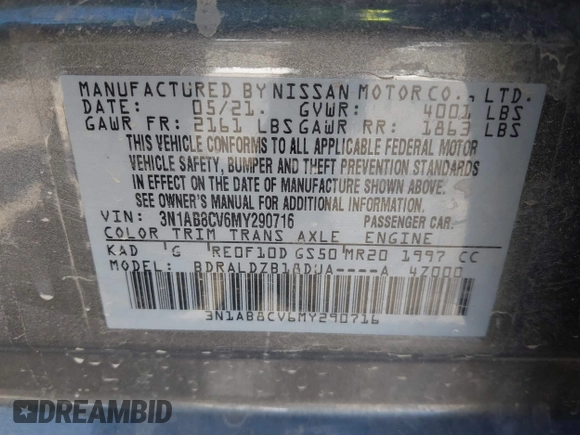 MANUFACTURED BY NISSAN MOTOR CO., LTD.
DATE: 05/21. GVWR: 4001 LBS
GAWR FR: 2161 LBS GAWR RR: 1863 LBS
THIS VEHICLE CONFORMS TO ALL APPLICABLE FEDERAL MOTOR
VEHICLE SAFETY, BUMPER AND THEFT PREVENTION STANDARDS
IN EFFECT ON THE DATE OF MANUFACTURE SHOWN ABOVE.
SEE OWNER'S MANUAL FOR ADDITIONAL INFORMATION.
VIN: 3N1AB8CV6MY290716 PASSENGER CAR.
COLOR TRIM TRANS AXLE ENGINE
KAD G RE0F10D GS50 MR20 1997 CC
MODEL: BDRALDZB18DUA----A 47000
3N1AB8CV6MY290716
DREAMBID